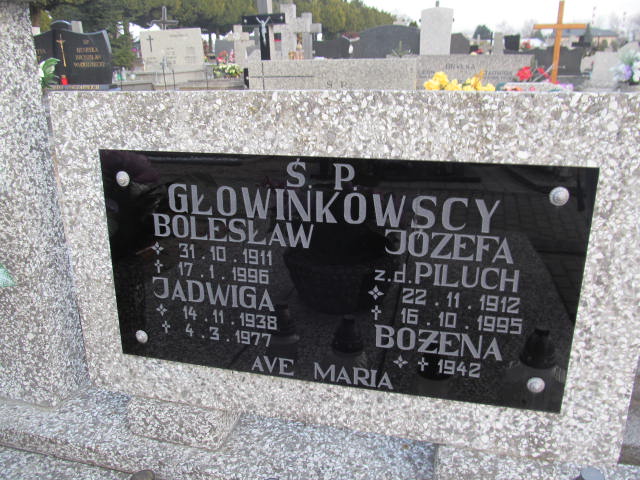 Ś. P.
GŁOWINKOWSCY
BOLESŁAW
31 · 10 · 1911
✝ 17 · 1 · 1996
JADWIGA
14 · 11 · 1938
✝ 4 · 3 · 1977
JÓZEFA
z.d. PILUCH
22 · 11 · 1912
✝ 16 · 10 · 1995
BOŻENA
✝ 1942
AVE MARIA